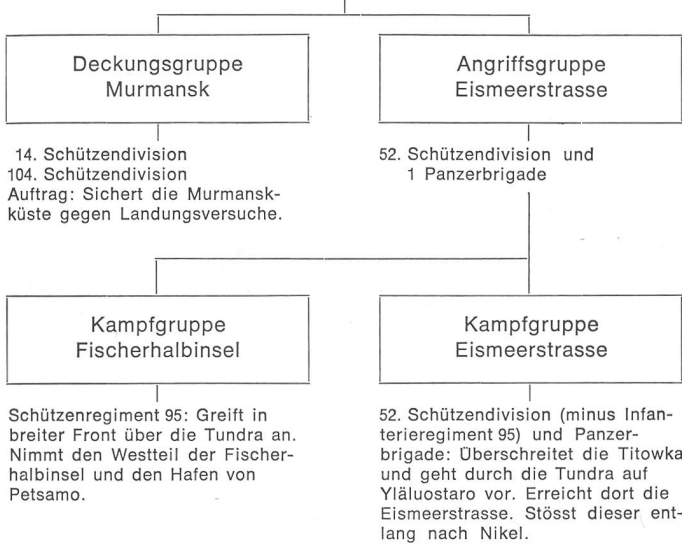 Deckungsgruppe
Murmansk
Angriffsgruppe
Eismeerstrasse
14. Schützendivision
104. Schützendivision
Auftrag: Sichert die Murmansk-
küste gegen Landungsversuche.
52. Schützendivision und
1 Panzerbrigade
Kampfgruppe
Fischerhalbinsel
Kampfgruppe
Eismeerstrasse
Schützenregiment 95: Greift in
breiter Front über die Tundra an.
Nimmt den Westteil der Fischer-
halbinsel und den Hafen von
Petsamo.
52. Schützendivision (minus Infan-
terieregiment 95) und Panzer-
brigade: Überschreitet die Titowka
und geht durch die Tundra auf
Yläluostaro vor. Erreicht dort die
Eismeerstrasse. Stösst dieser ent-
lang nach Nikel.